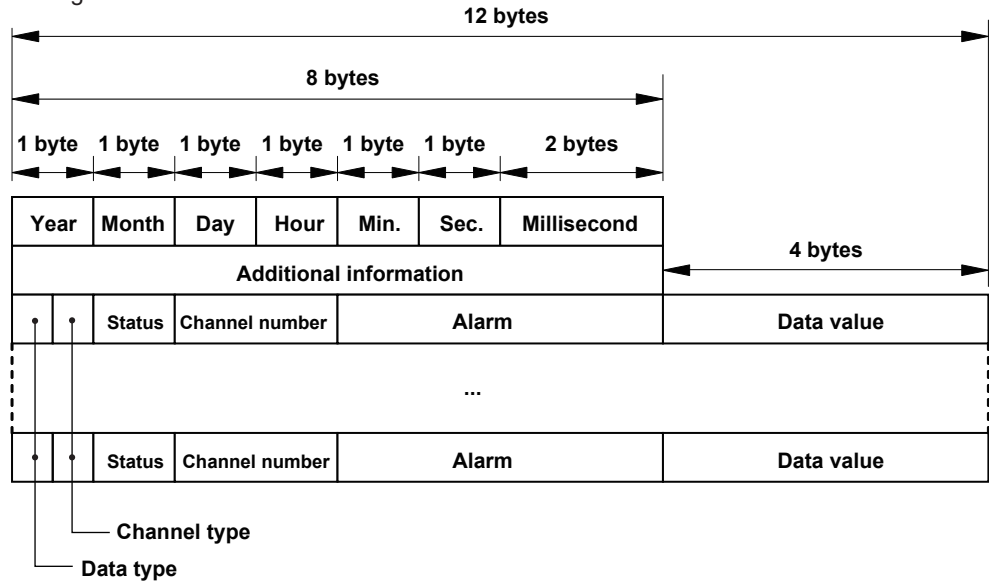 12 bytes
8 bytes
1 byte 1 byte 1 byte 1 byte 1 byte 1 byte 2 bytes
Year Month Day Hour Min. Sec. Millisecond
4 bytes
Additional information
Status Channel number Alarm Data value
...
Status Channel number Alarm Data value
Channel type
Data type